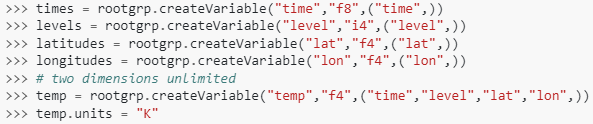 >>> times = rootgrp.createVariable("time","f8",("time",))
>>> levels = rootgrp.createVariable("level","i4",("level",))
>>> latitudes = rootgrp.createVariable("lat","f4",("lat",))
>>> longitudes = rootgrp.createVariable("lon","f4",("lon",))
>>> # two dimensions unlimited
>>> temp = rootgrp.createVariable("temp","f4",("time","level","lat","lon",))
>>> temp.units = "K"